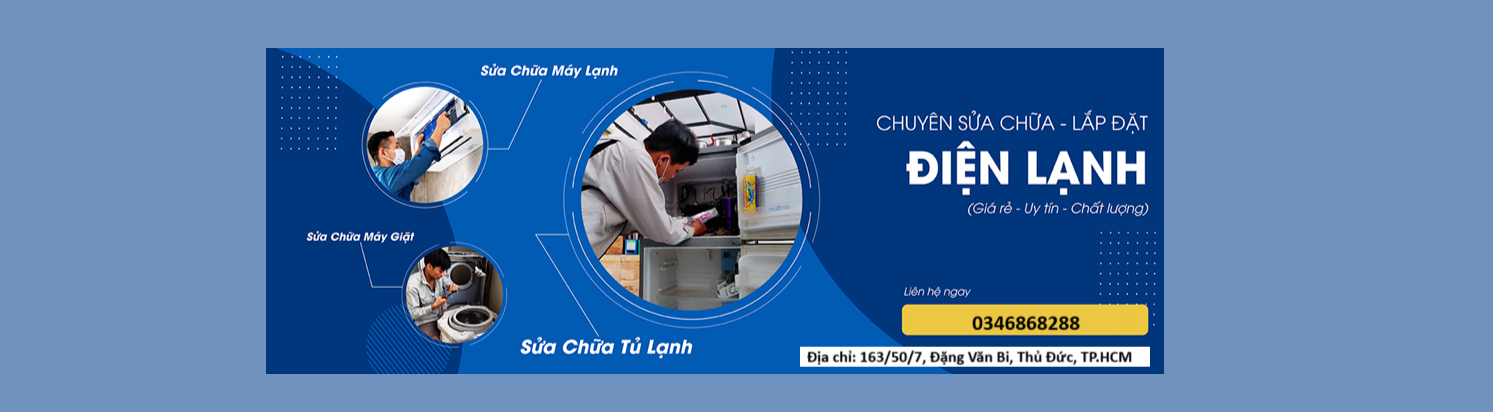 Sửa Chữa Máy Lạnh
Sửa Chữa Máy Giặt
Sửa Chữa Tủ Lạnh
CHUYÊN SỬA CHỮA - LẮP ĐẶT
ĐIỆN LẠNH
(Giá rẻ - Uy tín - Chất lượng)
Liên hệ ngay
0346868288
Địa chỉ: 163/50/7, Đặng Văn Bi, Thủ Đức, TP.HCM